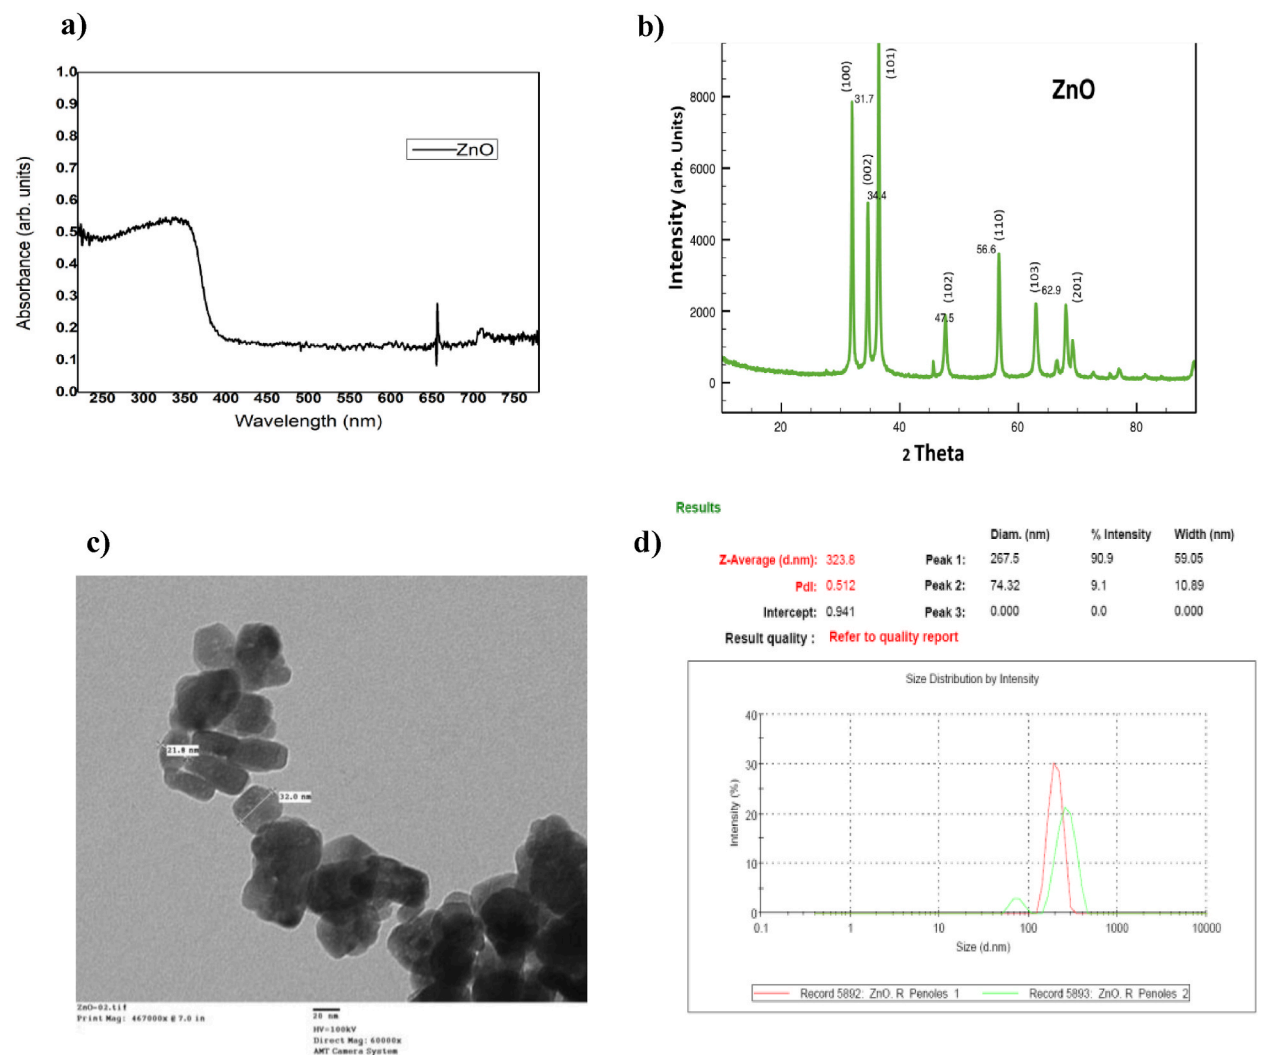 a)
1.0
0.9
0.8
0.7
0.6
0.5
0.4
0.3
0.2
0.1
0.0
Absorbance (arb. units)
ZnO
250 300 350 400 450 500 550 600 650 700 750
Wavelength (nm)
b)
ZnO
Intensity (arb. Units)
8000
6000
4000
2000
0
(100)
31.7
(101)
(002)
34.4
(102)
47.5
(110)
56.6
(103)
62.9
(201)
20 40 60 80
2 Theta
c)
21.8 nm
32.0 nm
ZnO-02.tif
Print Mag: 467000x @ 7.0 in
20 nm
HV=100kV
Direct Mag: 60000x
AMT Camera System
d)
Results
Diam. (nm) % Intensity Width (nm)
Z-Average (d.nm): 323.8 Peak 1: 267.5 90.9 59.05
PdI: 0.512 Peak 2: 74.32 9.1 10.89
Intercept: 0.941 Peak 3: 0.000 0.0 0.000
Result quality : Refer to quality report
Size Distribution by Intensity
Intensity (%)
40
30
20
10
0
0.1 1 10 100 1000 10000
Size (d.nm)
Record 5892: ZnO. R Penoles 1
Record 5893: ZnO. R Penoles 2